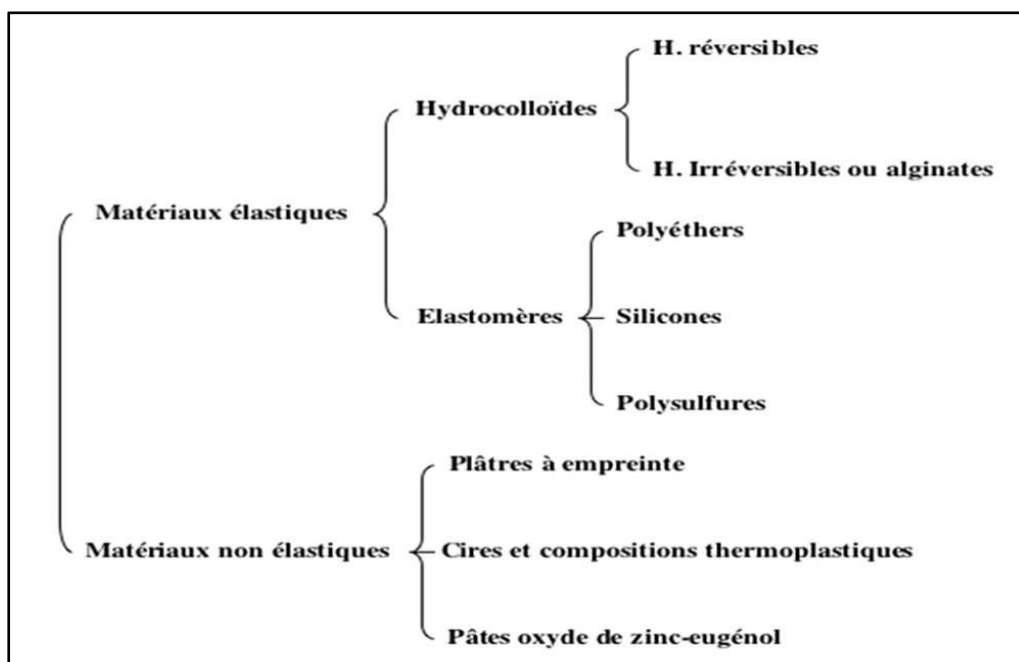 H. réversibles
Hydrocolloïdes
H. Irréversibles ou alginates
Matériaux élastiques
Polyéthers
Elastomères
Silicones
Polysulfures
Plâtres à empreinte
Matériaux non élastiques
Cires et compositions thermoplastiques
Pâtes oxyde de zinc-eugénol